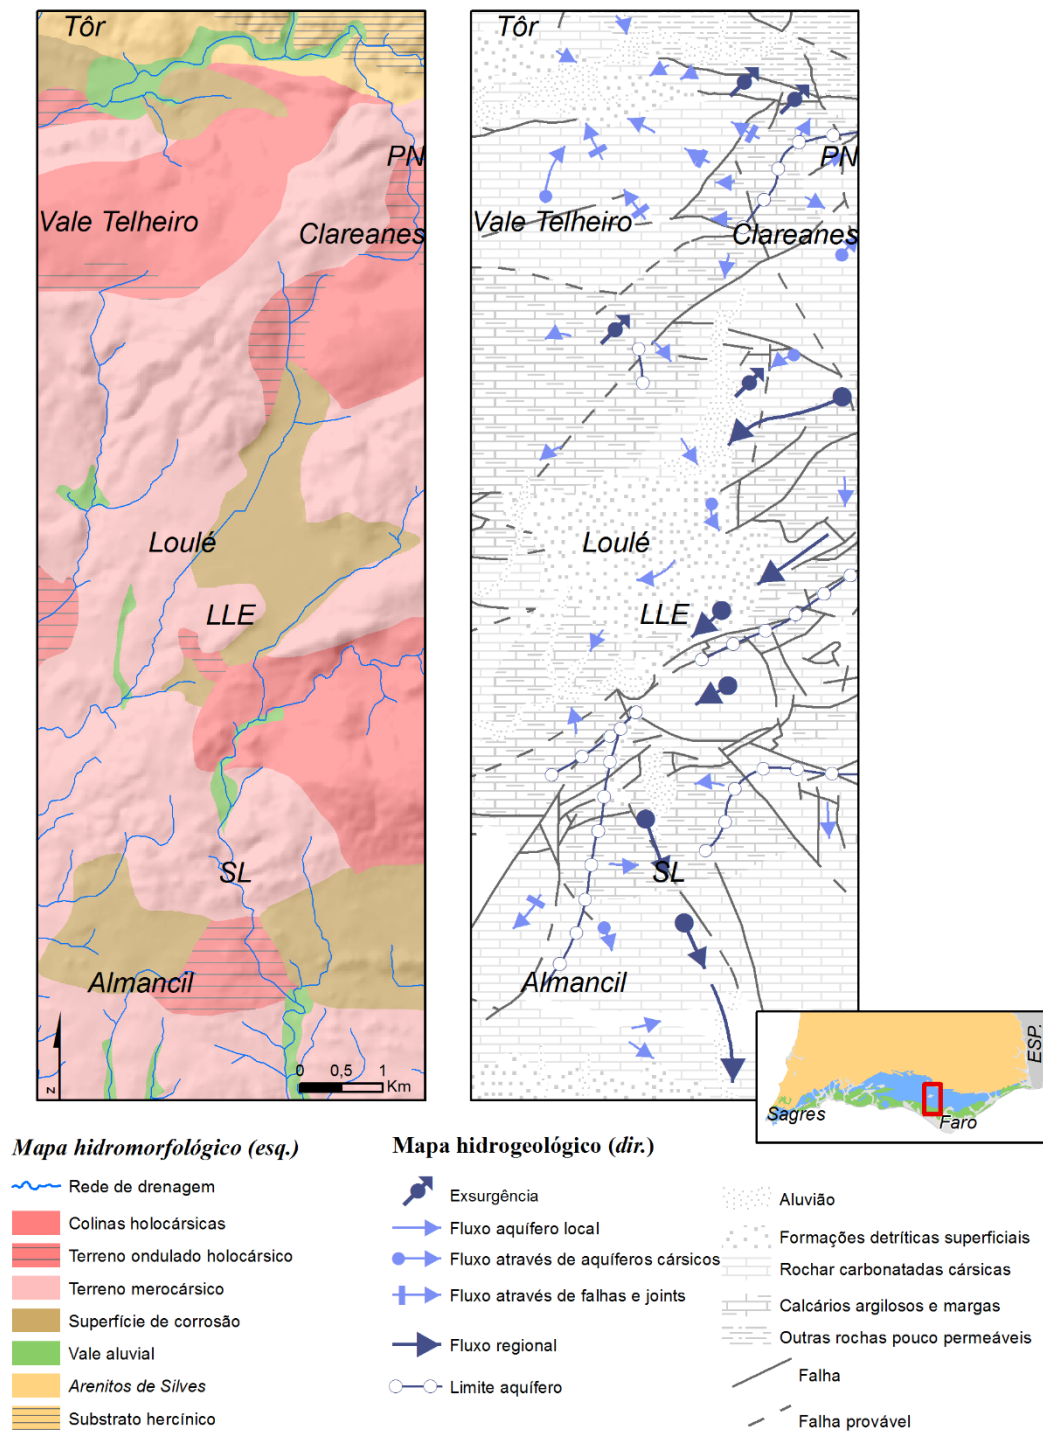 Tôr
PN
Vale Telheiro
Clareanes
Loulé
LLE
SL
Almancil
N
0 0,5 1
Km
Tôr
PN
Vale Telheiro
Clareanes
Loulé
LLE
SL
Almancil
ESP.
Sagres
Faro
Mapa hidromorfológico (esq.)
Rede de drenagem
Colinas holocársicas
Terreno ondulado holocársico
Terreno merocársico
Superfície de corrosão
Vale aluvial
Arenitos de Silves
Substrato hercínico
Mapa hidrogeológico (dir.)
Exsurgência
Fluxo aquífero local
Fluxo através de aquíferos cársicos
Fluxo através de falhas e joints
Fluxo regional
Limite aquífero
Aluvião
Formações detríticas superficiais
Rochar carbonatadas cársicas
Calcários argilosos e margas
Outras rochas pouco permeáveis
Falha
Falha provável